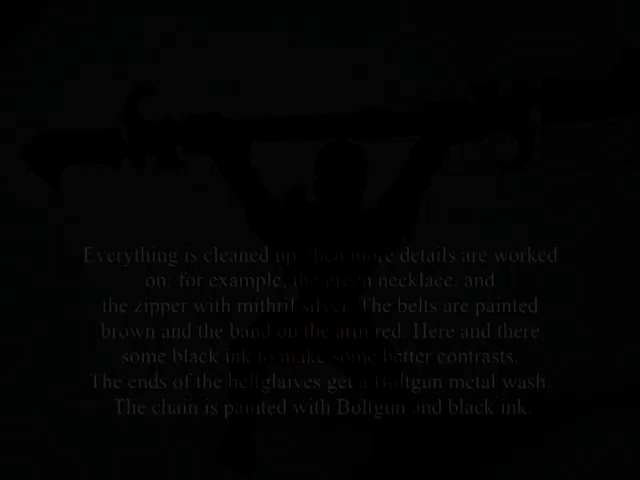 Everything is cleaned up, then more details are worked
on: for example, the green necklace, and
the zipper with mithril silver. The belts are painted
brown and the band on the arm red. Here and there
some black ink to make some better contrasts.
The ends of the hellglaives get a Boltgun metal wash.
The chain is painted with Boltgun and black ink.